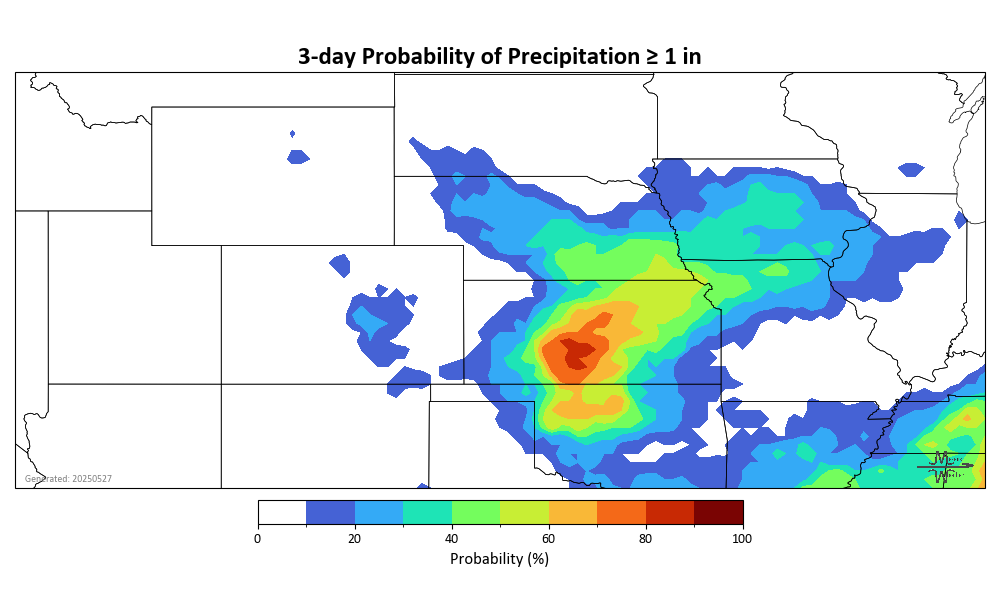 3-day Probability of Precipitation ≥ 1 in
Generated: 20250527
0 20 40 60 80 100
Probability (%)